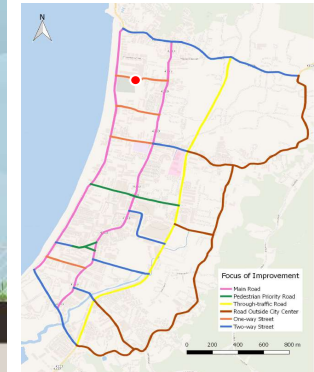 N
Focus of Improvement
Main Road
Pedestrian Priority Road
Through-traffic Road
Road Outside City Center
One-way Street
Two-way Street
0 200 400 600 800 m